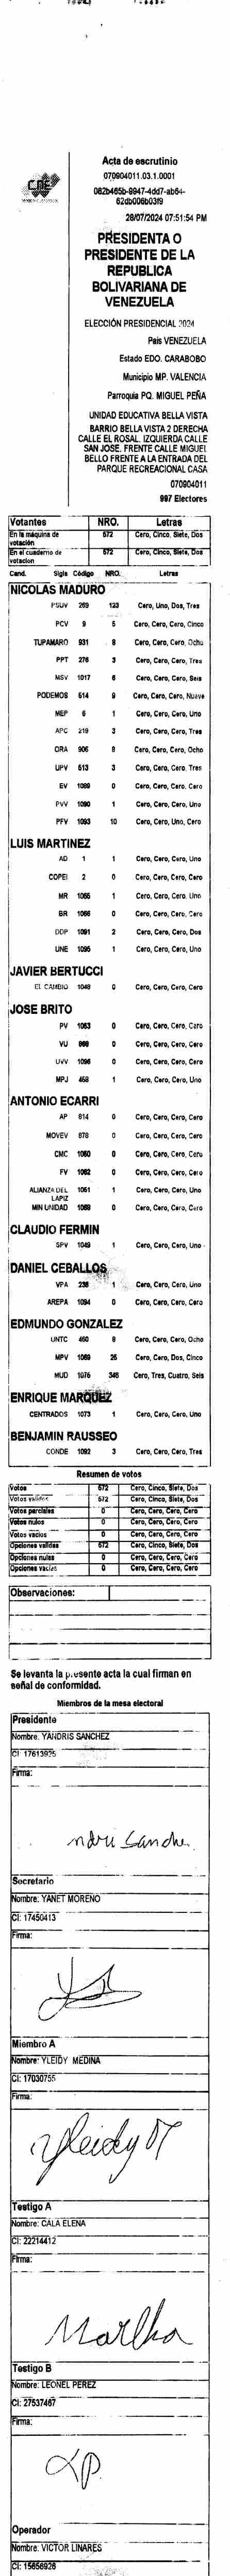 CNE
Acta de escrutinio
070904011.03.1.0001
082b465b-9947-4dd7-ab64-
62db006b03f9
28/07/2024 07:51:54 PM
PRESIDENTA O
PRESIDENTE DE LA
REPUBLICA
BOLIVARIANA DE
VENEZUELA
ELECCIÓN PRESIDENCIAL 2024
Pais VENEZUELA
Estado EDO. CARABOBO
Municipio MP. VALENCIA
Parroquia PQ. MIGUEL PEÑA
UNIDAD EDUCATIVA BELLA VISTA
BARRIO BELLA VISTA 2 DERECHA
CALLE EL ROSAL. IZQUIERDA CALLE
SAN JOSE. FRENTE CALLE MIGUEL
BELLO FRENTE A LA ENTRADA DEL
PARQUE RECREACIONAL CASA
070904011
997 Electores
Votantes NRO. Letras
En la máquina de votación 572 Cero, Cinco, Siete, Dos
En el cuaderno de votacion 572 Cero, Cinco, Siete, Dos
Cand. Sigla Código NRO. Letras
NICOLAS MADURO
PSUV 269 123 Cero, Uno, Dos, Tres
PCV 9 5 Cero, Cero, Cero, Cinco
TUPAMARO 931 8 Cero, Cero, Cero, Ocho
PPT 276 3 Cero, Cero, Cero, Tres
MSV 1017 6 Cero, Cero, Cero, Seis
PODEMOS 514 9 Cero, Cero, Cero, Nueve
MEP 6 1 Cero, Cero, Cero, Uno
APC 219 3 Cero, Cero, Cero, Tres
ORA 906 8 Cero, Cero, Cero, Ocho
UPV 513 3 Cero, Cero, Cero, Tres
EV 1089 0 Cero, Cero, Cero, Cero
PVV 1090 1 Cero, Cero, Cero, Uno
PFV 1093 10 Cero, Cero, Uno, Cero
LUIS MARTINEZ
AD 1 1 Cero, Cero, Cero, Uno
COPEI 2 0 Cero, Cero, Cero, Cero
MR 1065 1 Cero, Cero, Cero, Uno
BR 1066 0 Cero, Cero, Cero, Cero
DDP 1091 2 Cero, Cero, Cero, Dos
UNE 1095 1 Cero, Cero, Cero, Uno
JAVIER BERTUCCI
EL CAMBIO 1048 0 Cero, Cero, Cero, Cero
JOSE BRITO
PV 1053 0 Cero, Cero, Cero, Cero
VU 0 Cero, Cero, Cero, Cero
UVV 1096 0 Cero, Cero, Cero, Cero
MPJ 468 1 Cero, Cero, Cero, Uno
ANTONIO ECARRI
AP 814 0 Cero, Cero, Cero, Cero
MOVEV 878 0 Cero, Cero, Cero, Cero
CMC 1060 0 Cero, Cero, Cero, Cero
FV 1062 0 Cero, Cero, Cero, Cero
ALIANZA DEL LAPIZ 1051 1 Cero, Cero, Cero, Uno
MIN UNIDAD 1069 0 Cero, Cero, Cero, Cero
CLAUDIO FERMIN
SPV 1049 1 Cero, Cero, Cero, Uno
DANIEL CEBALLOS
VPA 1 Cero, Cero, Cero, Uno
AREPA 1094 0 Cero, Cero, Cero, Cero
EDMUNDO GONZALEZ
UNTC 460 8 Cero, Cero, Cero, Ocho
MPV 1069 25 Cero, Cero, Dos, Cinco
MUD 1075 346 Cero, Tres, Cuatro, Seis
ENRIQUE MARQUEZ
CENTRADOS 1073 1 Cero, Cero, Cero, Uno
BENJAMIN RAUSSEO
CONDE 1092 3 Cero, Cero, Cero, Tres
Resumen de votos
Votos 572 Cero, Cinco, Siete, Dos
Votos validos 572 Cero, Cinco, Siete, Dos
Votos parciales 0 Cero, Cero, Cero, Cero
Votos nulos 0 Cero, Cero, Cero, Cero
Votos vacios 0 Cero, Cero, Cero, Cero
Opciones validas 572 Cero, Cinco, Siete, Dos
Opciones nulas 0 Cero, Cero, Cero, Cero
Opciones vacias 0 Cero, Cero, Cero, Cero
Observaciones:
Se levanta la presente acta la cual firman en
señal de conformidad.
Miembros de la mesa electoral
Presidente
Nombre: YANDRIS SANCHEZ
CI: 17613925
Firma:
Secretario
Nombre: YANET MORENO
CI: 17450413
Firma:
Miembro A
Nombre: YLEIDY MEDINA
CI: 17030755
Firma:
Yleidy M
Testigo A
Nombre: CALA ELENA
CI: 22214412
Firma:
Testigo B
Nombre: LEONEL PEREZ
CI: 27537467
Firma:
LP
Operador
Nombre: VICTOR LINARES
CI: 15656926